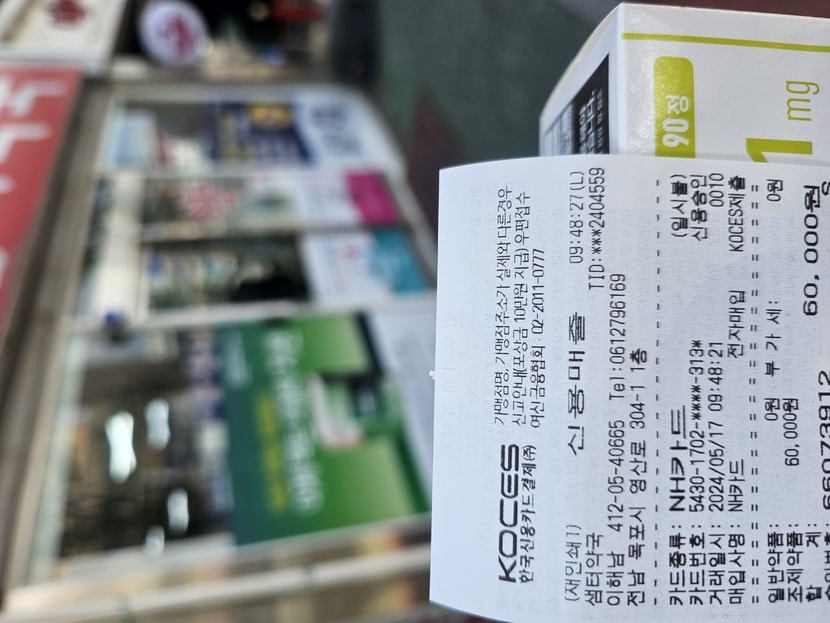 KOCES
한국신용카드결제(주)
가맹점명, 가맹점주소가 실제와 다른경우
신고안내(포상금 10만원 지급) 우편접수
여신금융협회 : 02-2011-0777
신용매출
(재인쇄1) 09:48:27(L)
샘터약국 TID:***2404559
이해남 412-05-40665 Tel:0612796169
전남 목포시 영산로 304-1 1층
카드종류: NH카드 (일시불)
카드번호: 5430-1702-****-313* 신용승인
거래일시: 2024/05/17 09:48:21 0010
매입사명: NH카드 전자매입 KOCES제출
일반약품: 0원 부가세: 0원
조제약품: 60,000원
합 계: 60,000원
66073912
90정
1 mg